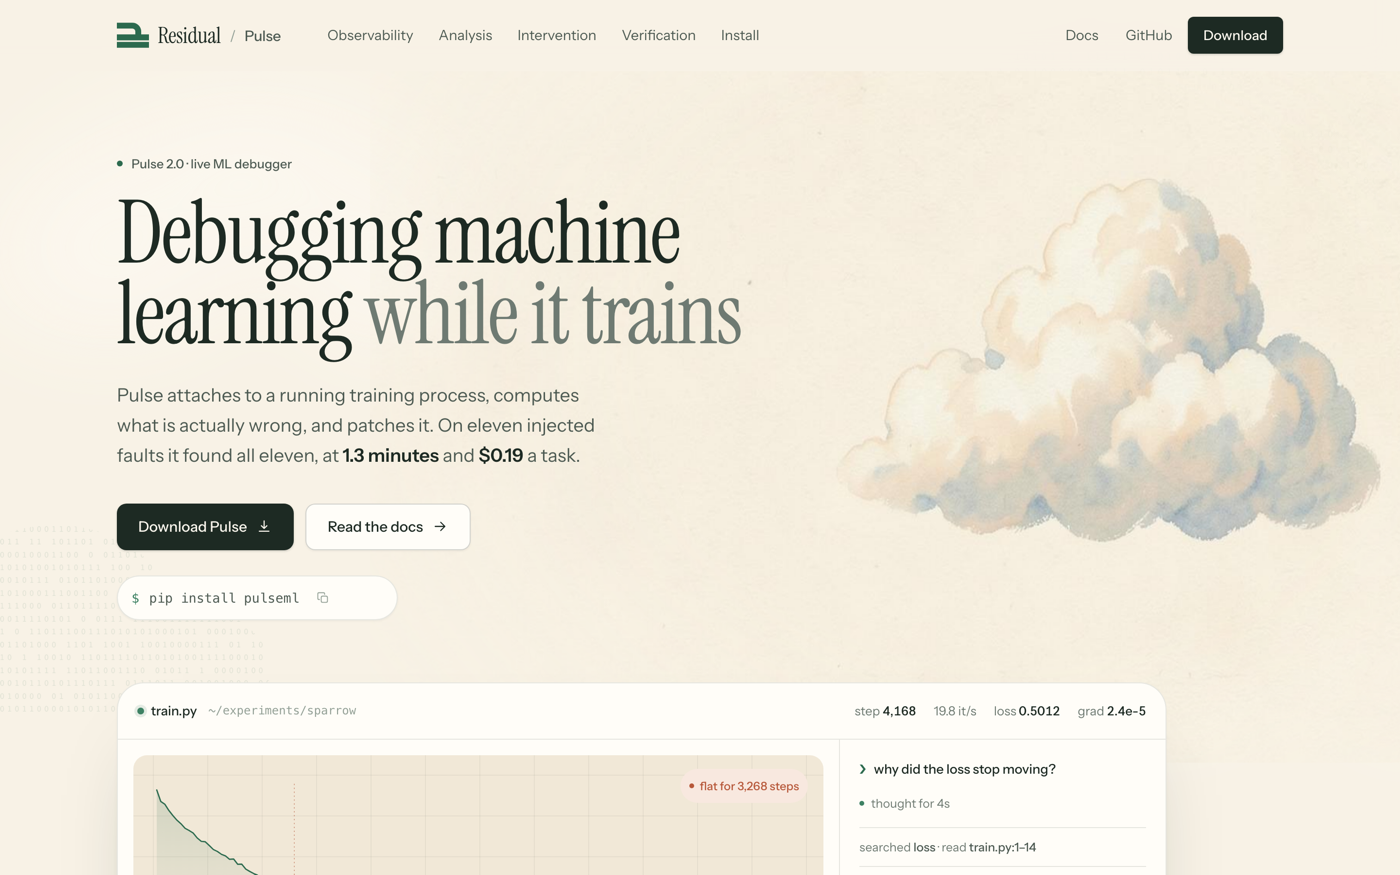 Residual / Pulse
Observability
Analysis
Intervention
Verification
Install
Docs
GitHub
Download
Pulse 2.0 · live ML debugger
Debugging machine
learning while it trains
Pulse attaches to a running training process, computes
what is actually wrong, and patches it. On eleven injected
faults it found all eleven, at 1.3 minutes and $0.19 a task.
Download Pulse
Read the docs →
$ pip install pulseml
train.py ~/experiments/sparrow
step 4,168 19.8 it/s loss 0.5012 grad 2.4e-5
flat for 3,268 steps
❯ why did the loss stop moving?
thought for 4s
searched loss · read train.py:1–14